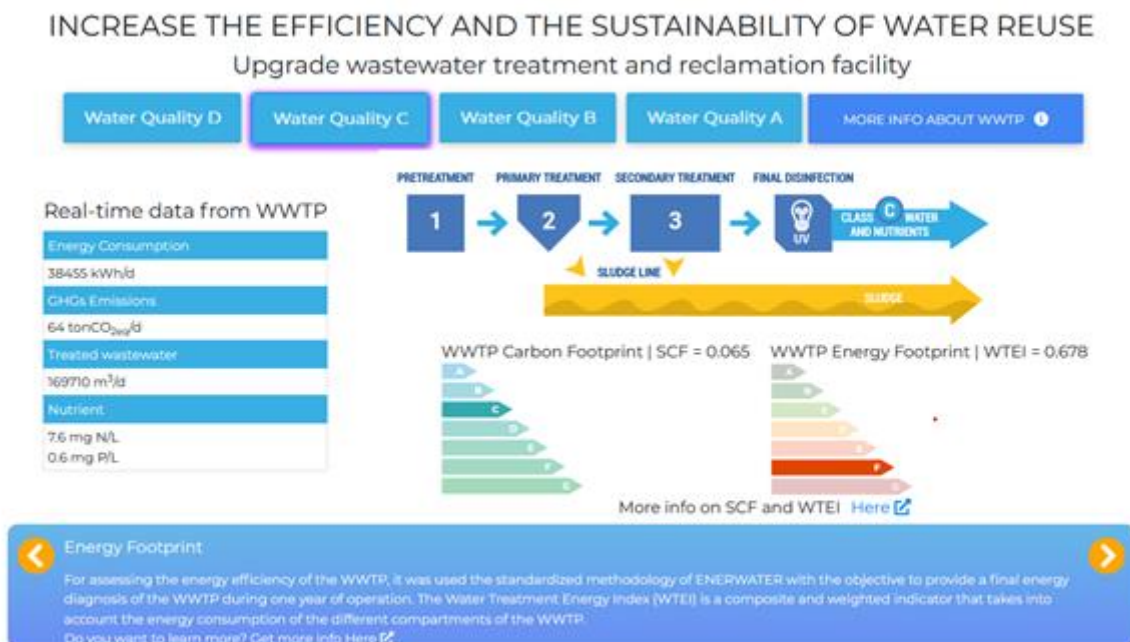 INCREASE THE EFFICIENCY AND THE SUSTAINABILITY OF WATER REUSE
Upgrade wastewater treatment and reclamation facility
Water Quality D
Water Quality C
Water Quality B
Water Quality A
MORE INFO ABOUT WWTP
Real-time data from WWTP
Energy Consumption
38455 kWh/d
GHGs Emissions
64 tonCO2eq/d
Treated wastewater
169710 m³/d
Nutrient
7.6 mg N/L
0.6 mg P/L
PRETREATMENT
PRIMARY TREATMENT
SECONDARY TREATMENT
FINAL DISINFECTION
1
2
3
UV
CLASS C WATER
AND NUTRIENTS
SLUDGE LINE
SLUDGE
WWTP Carbon Footprint | SCF = 0.065
A
B
C
D
E
F
G
WWTP Energy Footprint | WTEI = 0.678
A
B
C
D
E
F
G
More info on SCF and WTEI Here
Energy Footprint
For assessing the energy efficiency of the WWTP, it was used the standardized methodology of ENERWATER with the objective to provide a final energy
diagnosis of the WWTP during one year of operation. The Water Treatment Energy Index (WTEI) is a composite and weighted indicator that takes into
account the energy consumption of the different compartments of the WWTP.
Do you want to learn more? Get more info Here